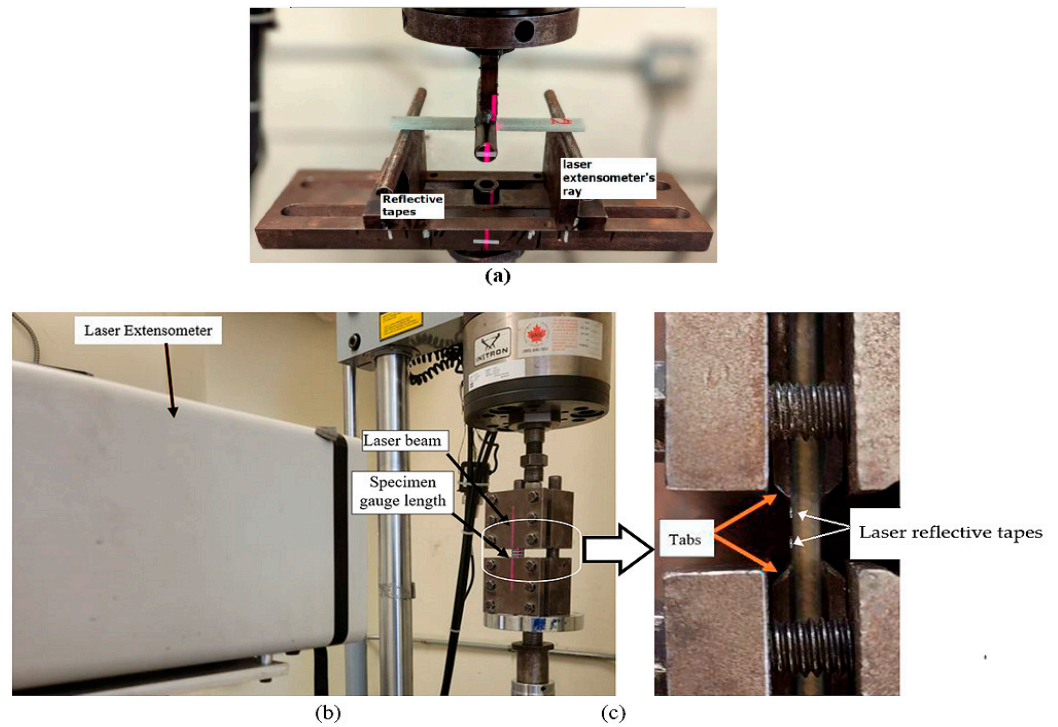 laser
extensometer's
ray
Reflective
tapes
(a)
Laser Extensometer
INSTRON
Laser beam
Specimen
gauge length
Tabs
Laser reflective tapes
(b)
(c)